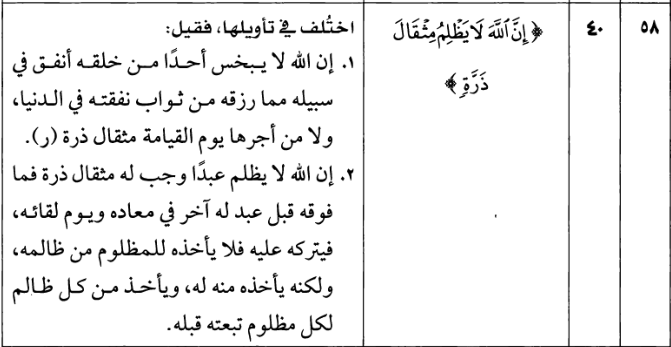 ٥٨
٤٠
﴿إِنَّ ٱللَّهَ لَا يَظۡلِمُ مِثۡقَالَ
ذَرَّةٖ﴾
اختُلف في تأويلها، فقيل:
١. إن الله لا يبخس أحدًا من خلقه أنفق في
سبيله مما رزقه من ثواب نفقته في الدنيا،
ولا من أجرها يوم القيامة مثقال ذرة (ر).
٢. إن الله لا يظلم عبدًا وجب له مثقال ذرة فما
فوقه قبل عبد له آخر في معاده ويوم لقائه،
فيتركه عليه فلا يأخذه للمظلوم من ظالمه،
ولكنه يأخذه منه له، ويأخذ من كل ظالم
لكل مظلوم تبعته قبله.